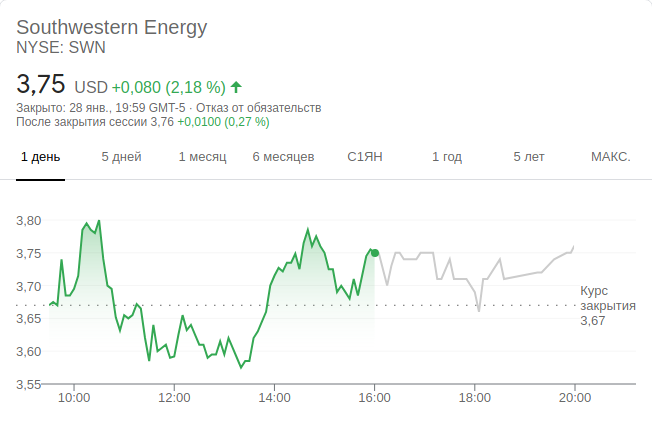 Southwestern Energy
NYSE: SWN
3,75 USD +0,080 (2,18 %)
Закрыто: 28 янв., 19:59 GMT-5 · Отказ от обязательств
После закрытия сессии 3,76 +0,0100 (0,27 %)
1 день 5 дней 1 месяц 6 месяцев С1ЯН 1 год 5 лет МАКС.
3,80
3,75
3,70
3,65
3,60
3,55
Курс
закрытия
3,67
10:00 12:00 14:00 16:00 18:00 20:00